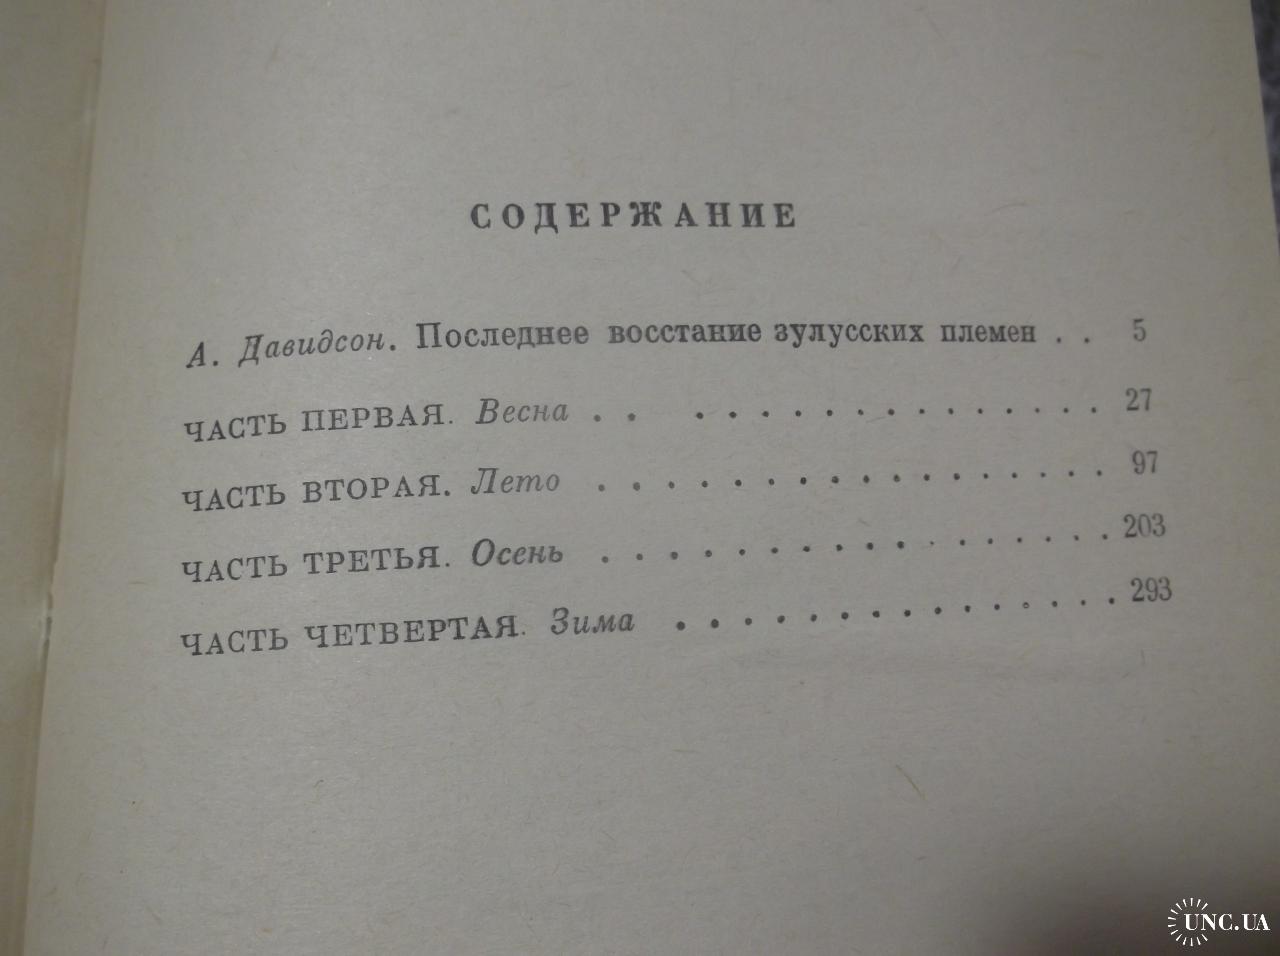 СОДЕРЖАНИЕ
А. Давидсон. Последнее восстание зулусских племен . . 5
ЧАСТЬ ПЕРВАЯ. Весна . . . . . . . . . . . . . . . 27
ЧАСТЬ ВТОРАЯ. Лето . . . . . . . . . . . . . . . . 97
ЧАСТЬ ТРЕТЬЯ. Осень . . . . . . . . . . . . . . . . 203
ЧАСТЬ ЧЕТВЕРТАЯ. Зима . . . . . . . . . . . . . . 293
UNC.UA